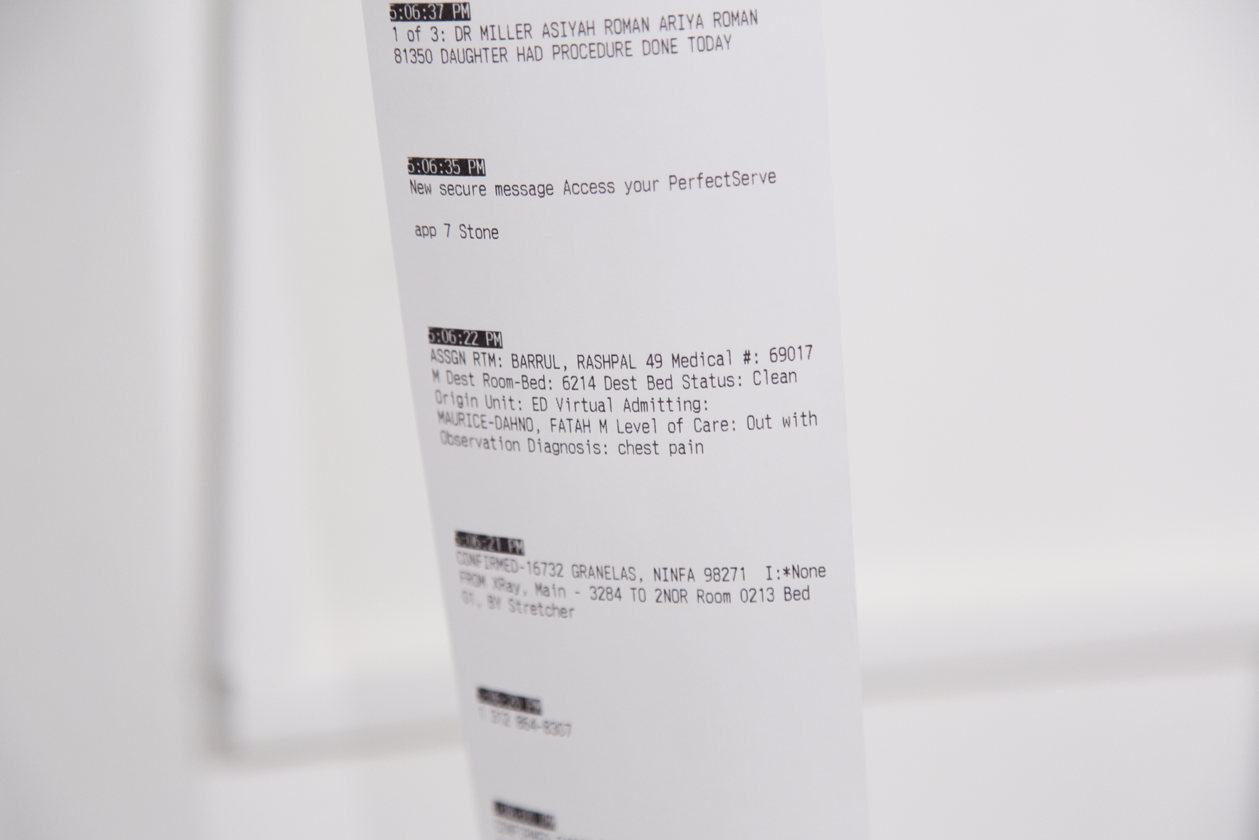 5:06:37 PM
1 of 3: DR MILLER ASIYAH ROMAN ARIYA ROMAN
81350 DAUGHTER HAD PROCEDURE DONE TODAY
5:06:35 PM
New secure message Access your PerfectServe
app 7 Stone
5:06:22 PM
ASSGN RTM: BARRUL, RASHPAL 49 Medical #: 69017
M Dest Room-Bed: 6214 Dest Bed Status: Clean
Origin Unit: ED Virtual Admitting:
MAURICE-DAHNO, FATAH M Level of Care: Out with
Observation Diagnosis: chest pain
5:06:21 PM
CONFIRMED-16732 GRANELAS, NINFA 98271 I:*None
FROM XRay, Main - 3284 TO 2NOR Room 0213 Bed
01, BY Stretcher
312 864-8307